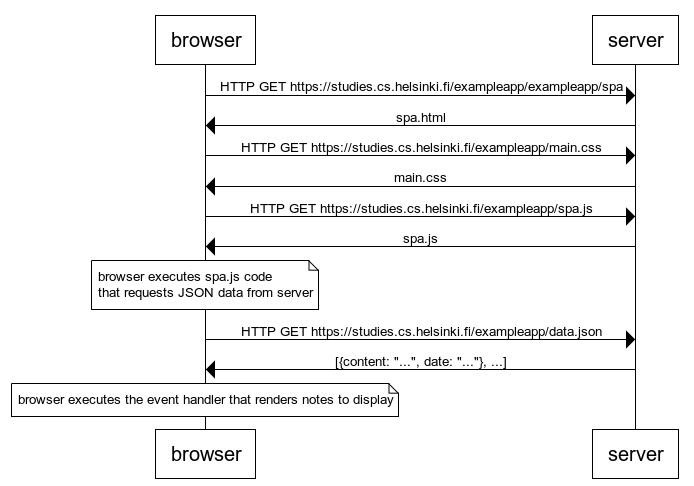 browser
server
HTTP GET https://studies.cs.helsinki.fi/exampleapp/exampleapp/spa
spa.html
HTTP GET https://studies.cs.helsinki.fi/exampleapp/main.css
main.css
HTTP GET https://studies.cs.helsinki.fi/exampleapp/spa.js
spa.js
browser executes spa.js code
that requests JSON data from server
HTTP GET https://studies.cs.helsinki.fi/exampleapp/data.json
[{content: "...", date: "..."}, ...]
browser executes the event handler that renders notes to display
browser
server